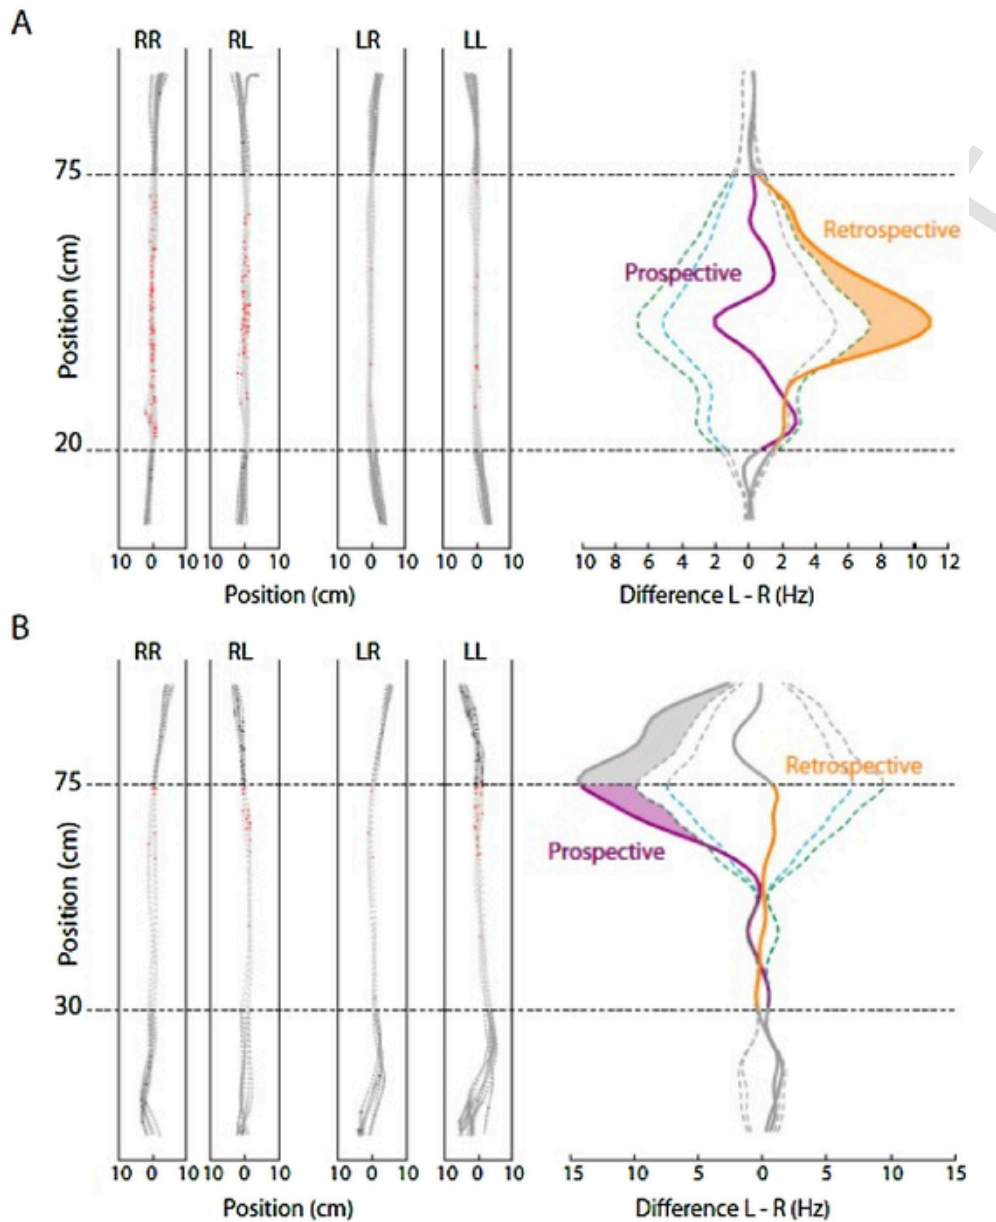 A
RR RL LR LL
75
Retrospective
Prospective
Position (cm)
20
10 0 10 10 0 10 10 0 10 10 0 10 10 8 6 4 2 0 2 4 6 8 10 12
Position (cm) Difference L - R (Hz)
B
RR RL LR LL
75
Retrospective
Prospective
Position (cm)
30
10 0 10 10 0 10 10 0 10 10 0 10 15 10 5 0 5 10 15
Position (cm) Difference L - R (Hz)